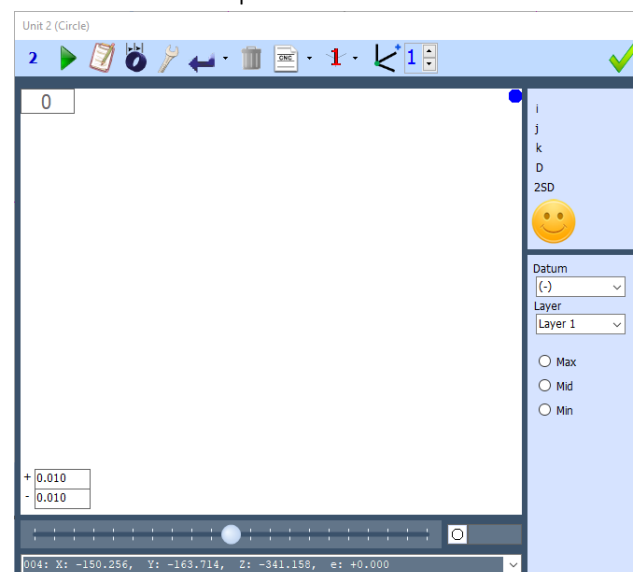 Unit 2 (Circle)
2
CNC
1
1
0
i
j
k
D
2SD
Datum
(-)
Layer
Layer 1
Max
Mid
Min
+ 0.010
- 0.010
004: X: -150.256, Y: -163.714, Z: -341.158, e: +0.000